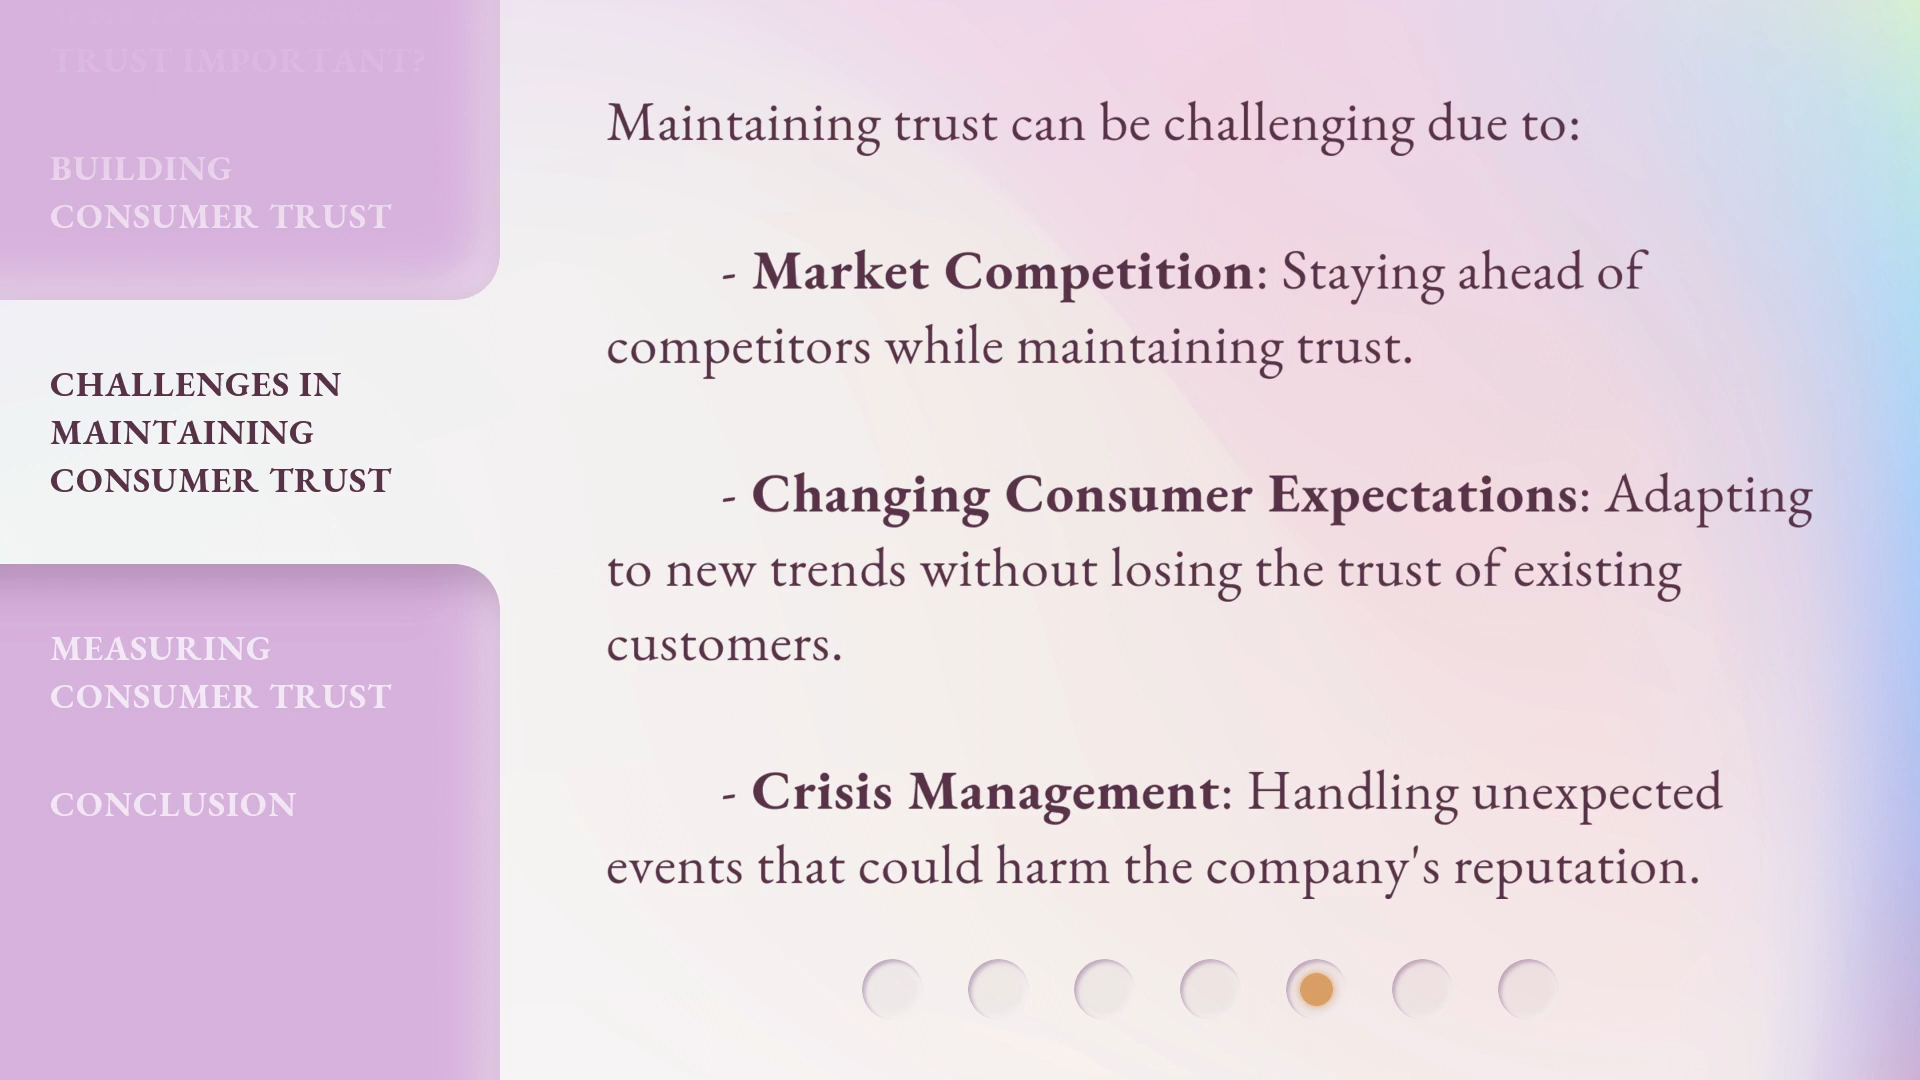 TRUST IMPORTANT?
BUILDING
CONSUMER TRUST
CHALLENGES IN
MAINTAINING
CONSUMER TRUST
MEASURING
CONSUMER TRUST
CONCLUSION
Maintaining trust can be challenging due to:
- Market Competition: Staying ahead of
competitors while maintaining trust.
- Changing Consumer Expectations: Adapting
to new trends without losing the trust of existing
customers.
- Crisis Management: Handling unexpected
events that could harm the company's reputation.